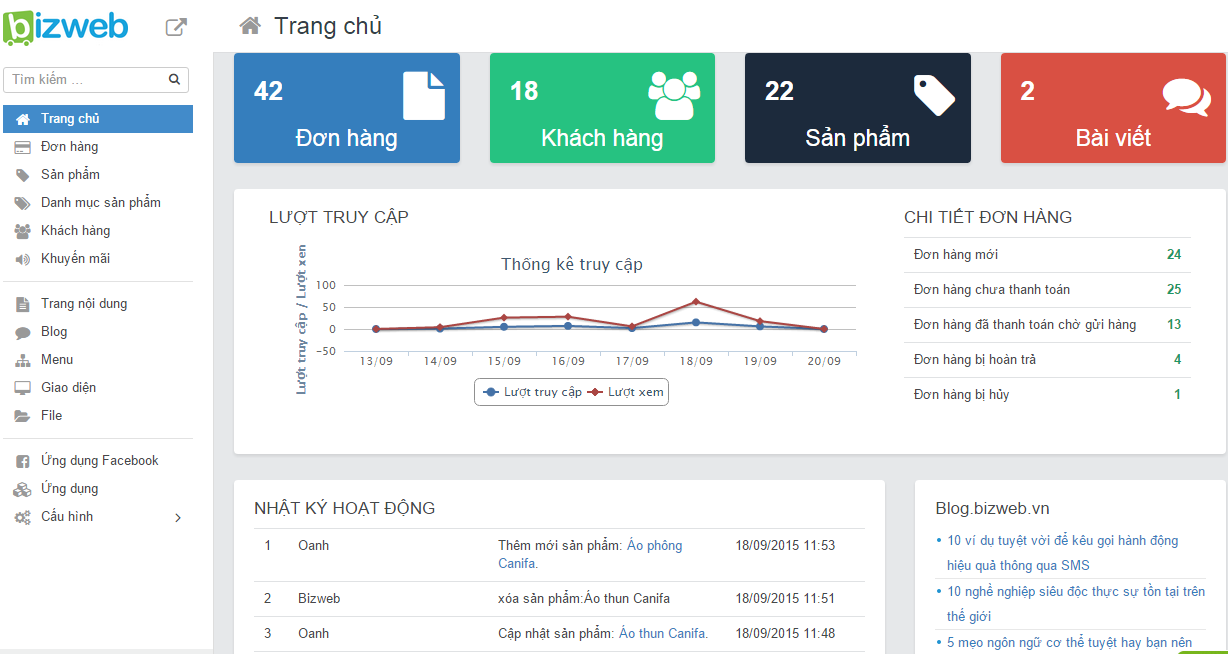 bizweb
Trang chủ
Tìm kiếm ...
Trang chủ
Đơn hàng
Sản phẩm
Danh mục sản phẩm
Khách hàng
Khuyến mãi
Trang nội dung
Blog
Menu
Giao diện
File
Ứng dụng Facebook
Ứng dụng
Cấu hình
42
Đơn hàng
18
Khách hàng
22
Sản phẩm
2
Bài viết
LƯỢT TRUY CẬP
Thống kê truy cập
Lượt truy cập / Lượt xen
100
50
0
-50
13/09 14/09 15/09 16/09 17/09 18/09 19/09 20/09
Lượt truy cập Lượt xem
CHI TIẾT ĐƠN HÀNG
Đơn hàng mới 24
Đơn hàng chưa thanh toán 25
Đơn hàng đã thanh toán chờ gửi hàng 13
Đơn hàng bị hoàn trả 4
Đơn hàng bị hủy 1
NHẬT KÝ HOẠT ĐỘNG
1 Oanh Thêm mới sản phẩm: Áo phông 18/09/2015 11:53
Canifa.
2 Bizweb xóa sản phẩm:Áo thun Canifa 18/09/2015 11:51
3 Oanh Cập nhật sản phẩm: Áo thun Canifa. 18/09/2015 11:48
Blog.bizweb.vn
• 10 ví dụ tuyệt vời để kêu gọi hành động
hiệu quả thông qua SMS
• 10 nghề nghiệp siêu độc thực sự tồn tại trên
thế giới
• 5 mẹo ngôn ngữ cơ thể tuyệt hay bạn nên